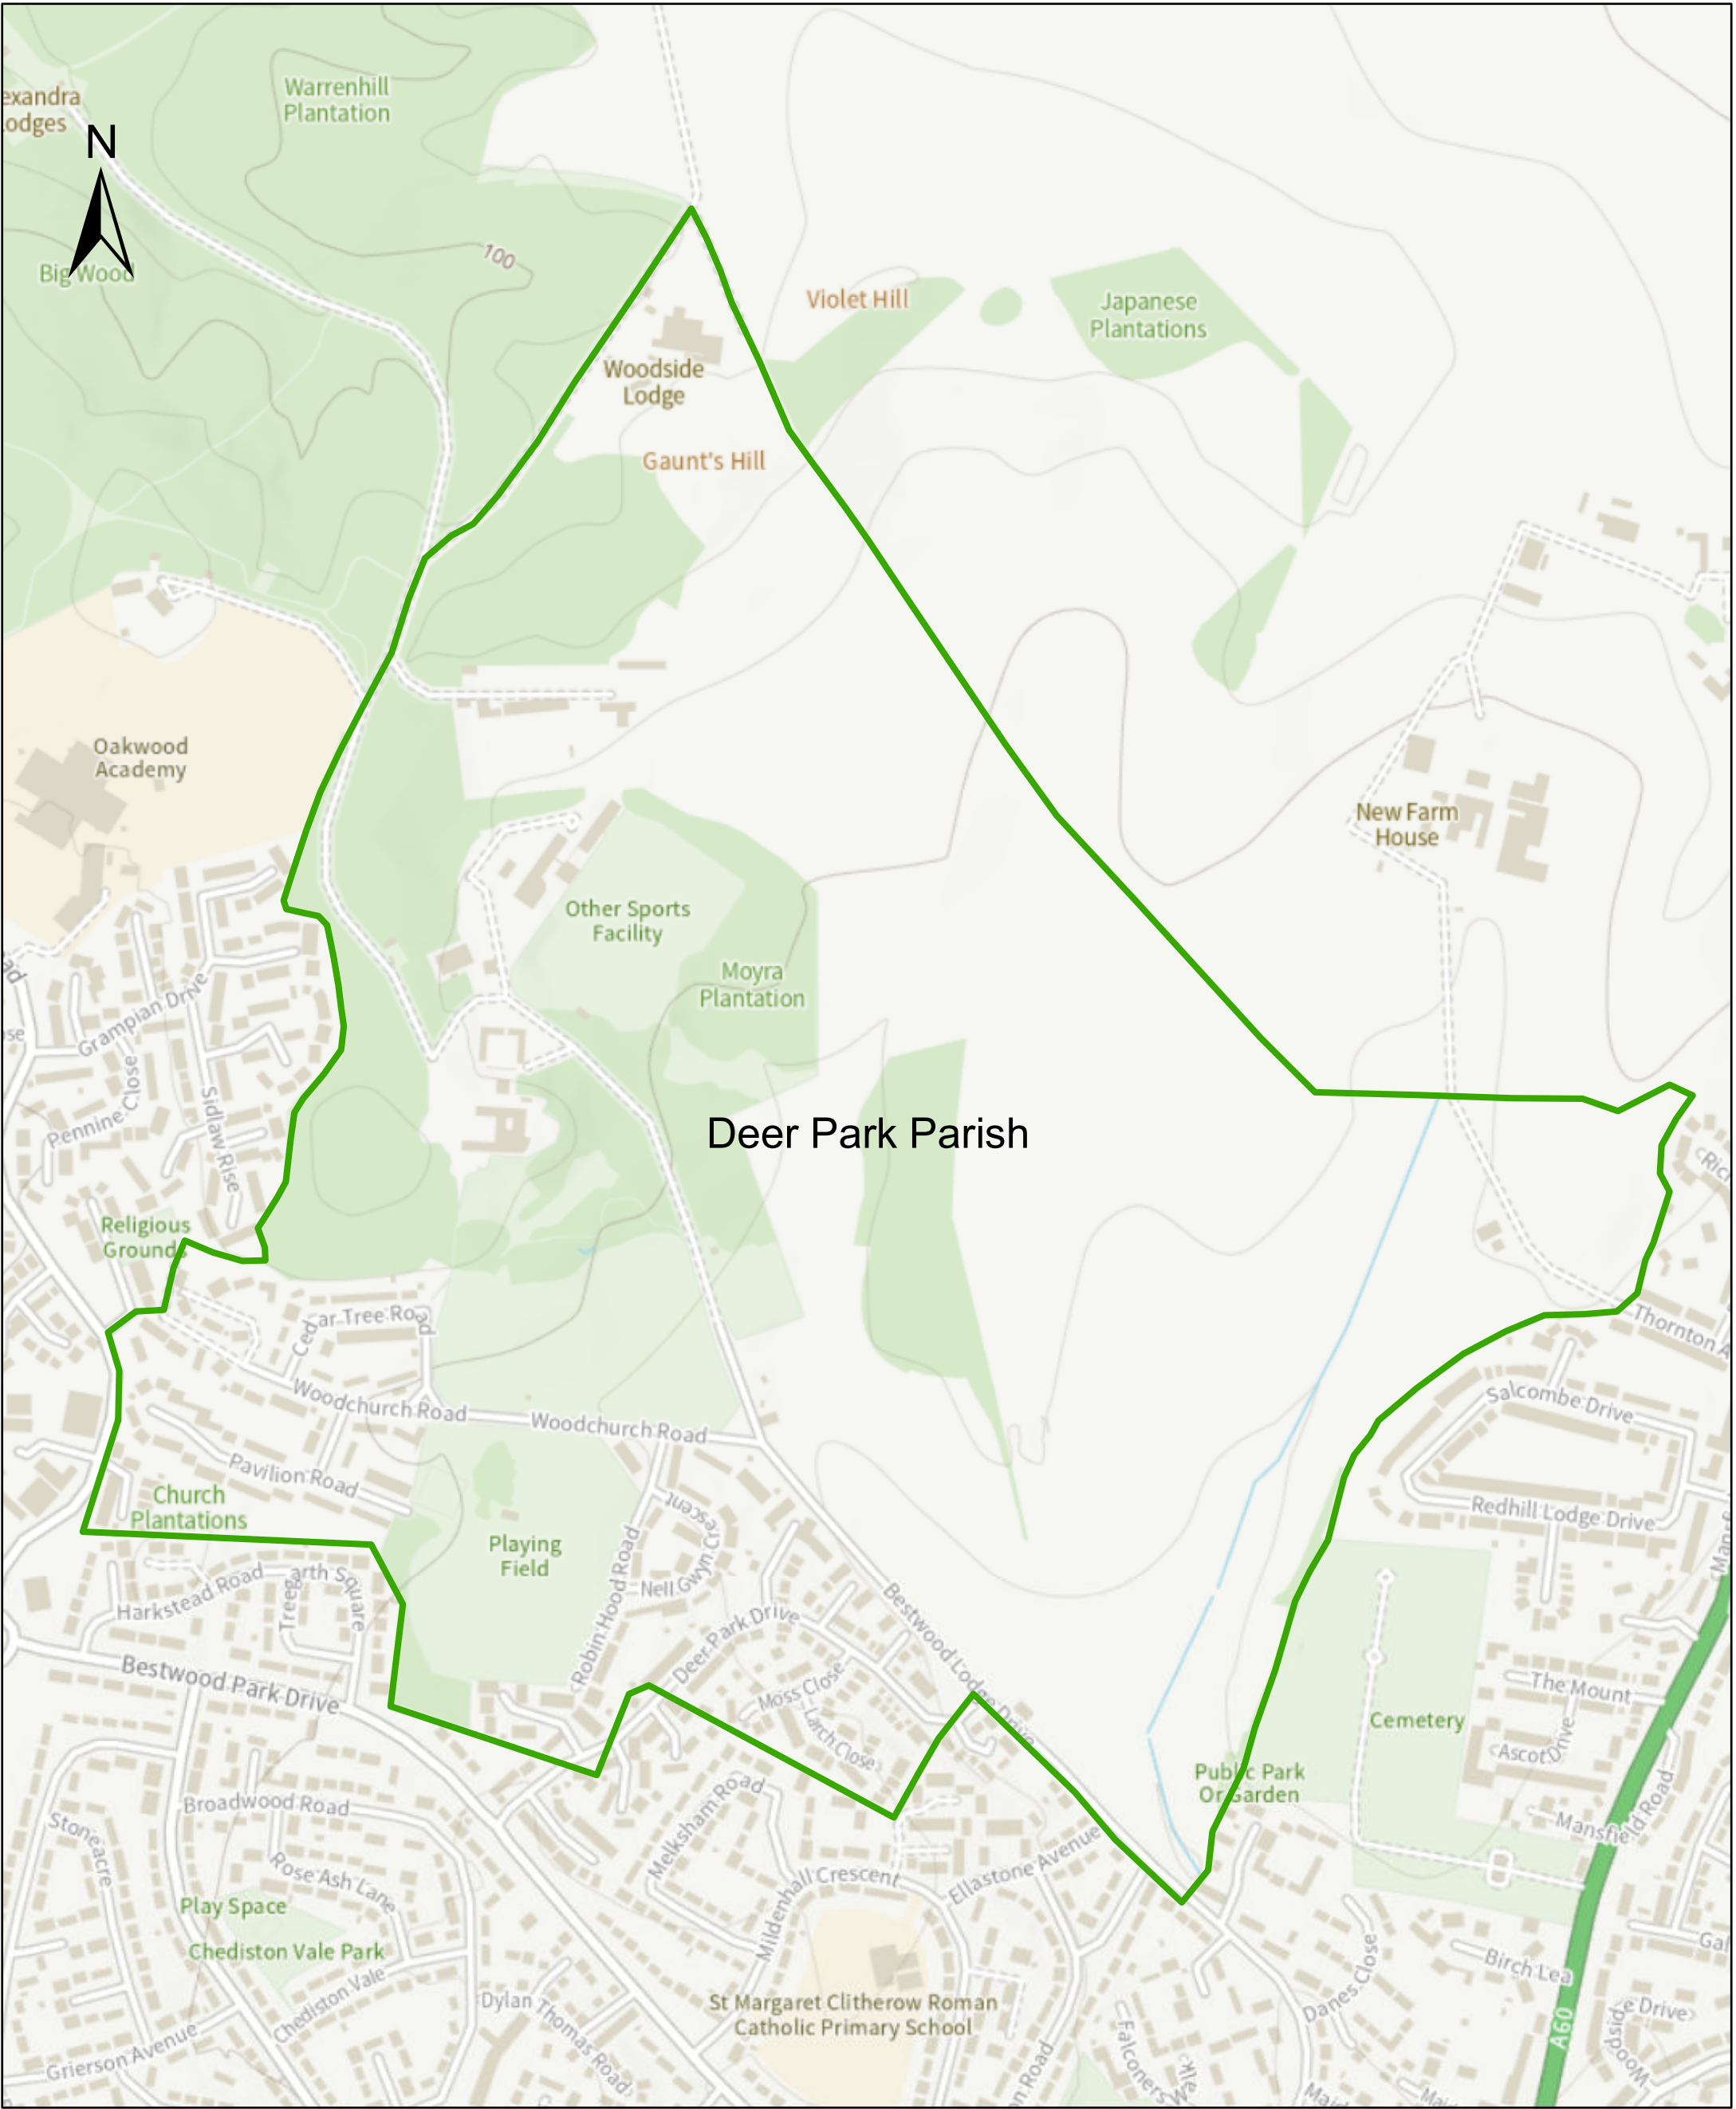 Warrenhill
Plantation
exandra
odges
N
Big Wood
100
Violet Hill
Japanese
Plantations
Woodside
Lodge
Gaunt's Hill
Oakwood
Academy
New Farm
House
Other Sports
Facility
Moyra
Plantation
Grampian Drive
Pennine Close
Sidlaw Rise
Deer Park Parish
Religious
Grounds
Cedar Tree Road
Thornton A
Woodchurch Road
Woodchurch Road
Salcombe Drive
Pavilion Road
Church
Plantations
Redhill Lodge Drive
Playing
Field
Crescent
Nell Gwyn Crescent
Robin Hood Road
Harkstead Road
Treegarth Square
Deer Park Drive
Bestwood Lodge Drive
Bestwood Park Drive
Moss Close
Larch Close
The Mount
Cemetery
Ascot Drive
Public Park
Or Garden
Mansfield Road
Broadwood Road
Stoneacre
Melksham Road
Rose Ash Lane
Mildenhall Crescent
Ellastone Avenue
Play Space
Chediston Vale Park
Chediston Vale
Danes Close
Birch Lea
Dylan Thomas Road
St Margaret Clitherow Roman
Catholic Primary School
Grierson Avenue
A60
Woodside Drive
Falconers W
on Road